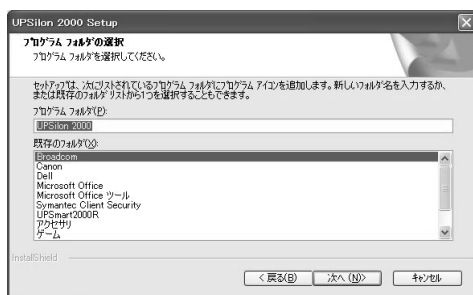 UPSilon 2000 Setup
プログラム フォルダの選択
プログラム フォルダを選択してください。
セットアップは、次にリストされているプログラム フォルダにプログラム アイコンを追加します。新しいフォルダ名を入力するか、
または既存のフォルダ リストから1つを選択することもできます。
プログラム フォルダ(P):
UPSilon 2000
既存のフォルダ(X):
Broadcom
Canon
Dell
Microsoft Office
Microsoft Office ツール
Symantec Client Security
UPSmart2000R
アクセサリ
ゲーム
InstallShield
< 戻る(B)
次へ (N)>
キャンセル